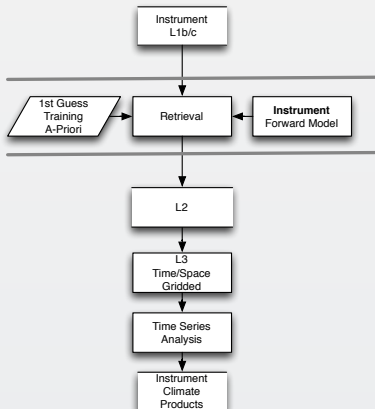 Instrument
L1b/c
1st Guess
Training
A-Priori
Retrieval
Instrument
Forward Model
L2
L3
Time/Space
Gridded
Time Series
Analysis
Instrument
Climate
Products